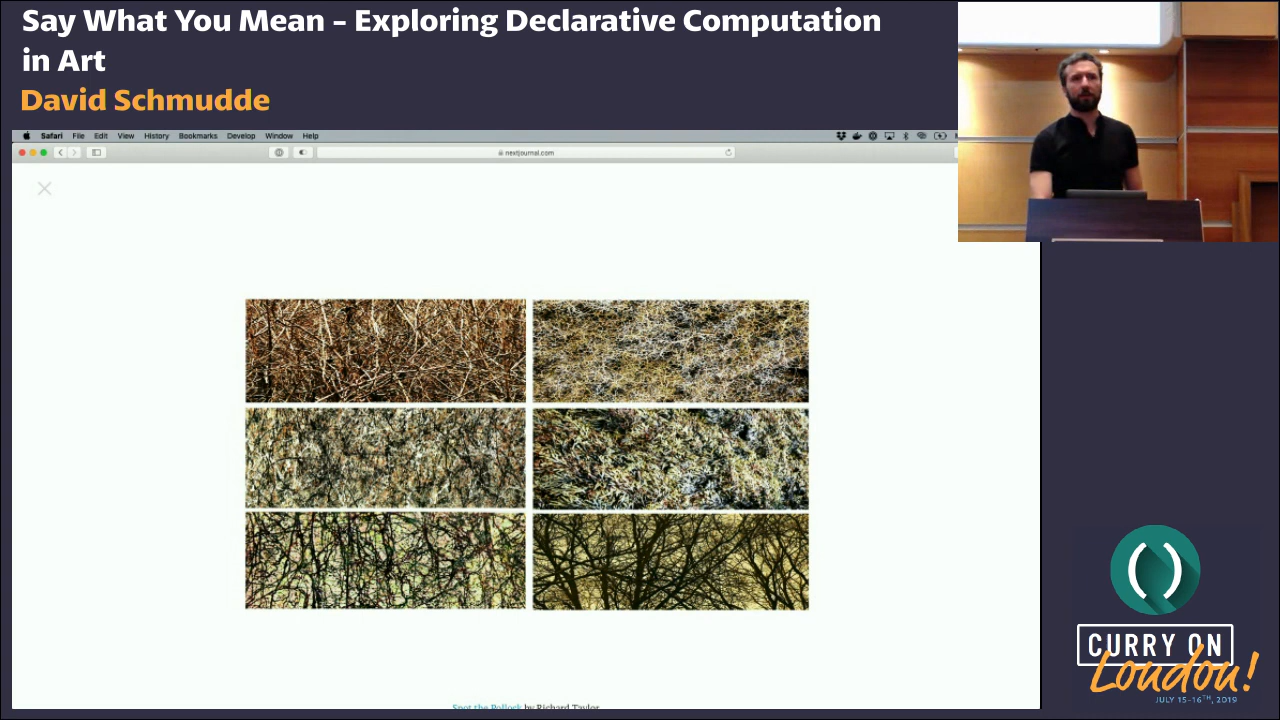 Say What You Mean – Exploring Declarative Computation
in Art
David Schmudde
Safari File Edit View History Bookmarks Develop Window Help
nextjournal.com
Spot the Pollock by Richard Taylor
()
CURRY ON
London!
JULY 15-16TH, 2019